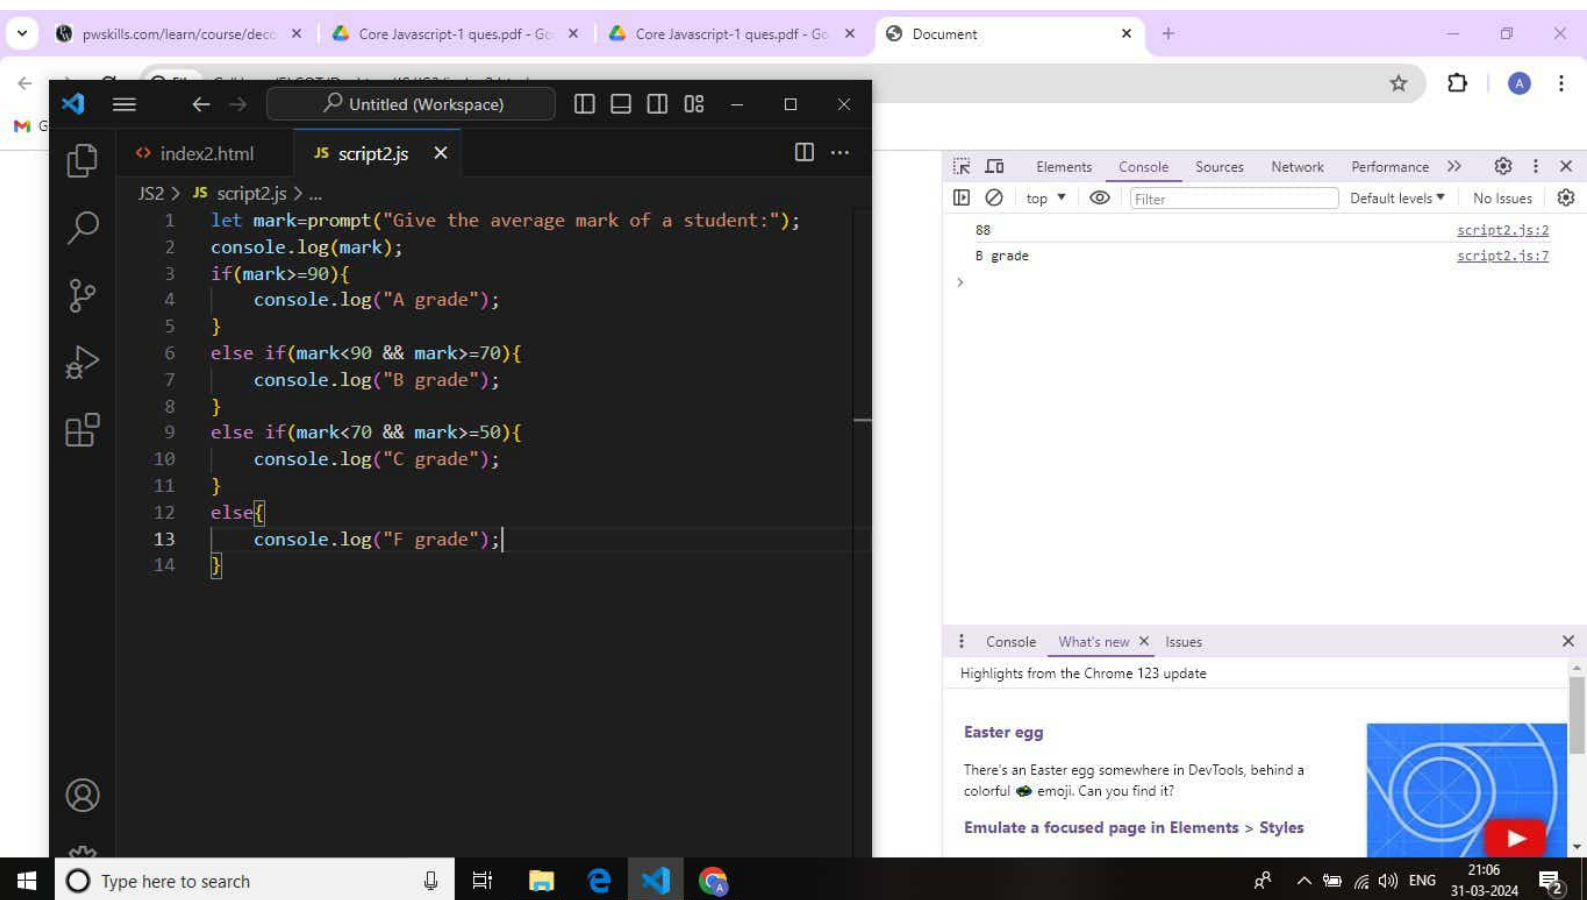 pwskills.com/learn/course/deco
Core Javascript-1 ques.pdf - Go
Core Javascript-1 ques.pdf - Go
Document
Untitled (Workspace)
index2.html
JS script2.js
JS2 > JS script2.js > ...
1 let mark=prompt("Give the average mark of a student:");
2 console.log(mark);
3 if(mark>=90){
4 console.log("A grade");
5 }
6 else if(mark<90 && mark>=70){
7 console.log("B grade");
8 }
9 else if(mark<70 && mark>=50){
10 console.log("C grade");
11 }
12 else{
13 console.log("F grade");
14 }
Elements Console Sources Network Performance
top Filter Default levels No Issues
88 script2.js:2
B grade script2.js:7
Console What's new Issues
Highlights from the Chrome 123 update
Easter egg
There's an Easter egg somewhere in DevTools, behind a
colorful emoji. Can you find it?
Emulate a focused page in Elements > Styles
Type here to search
ENG
21:06
31-03-2024
2